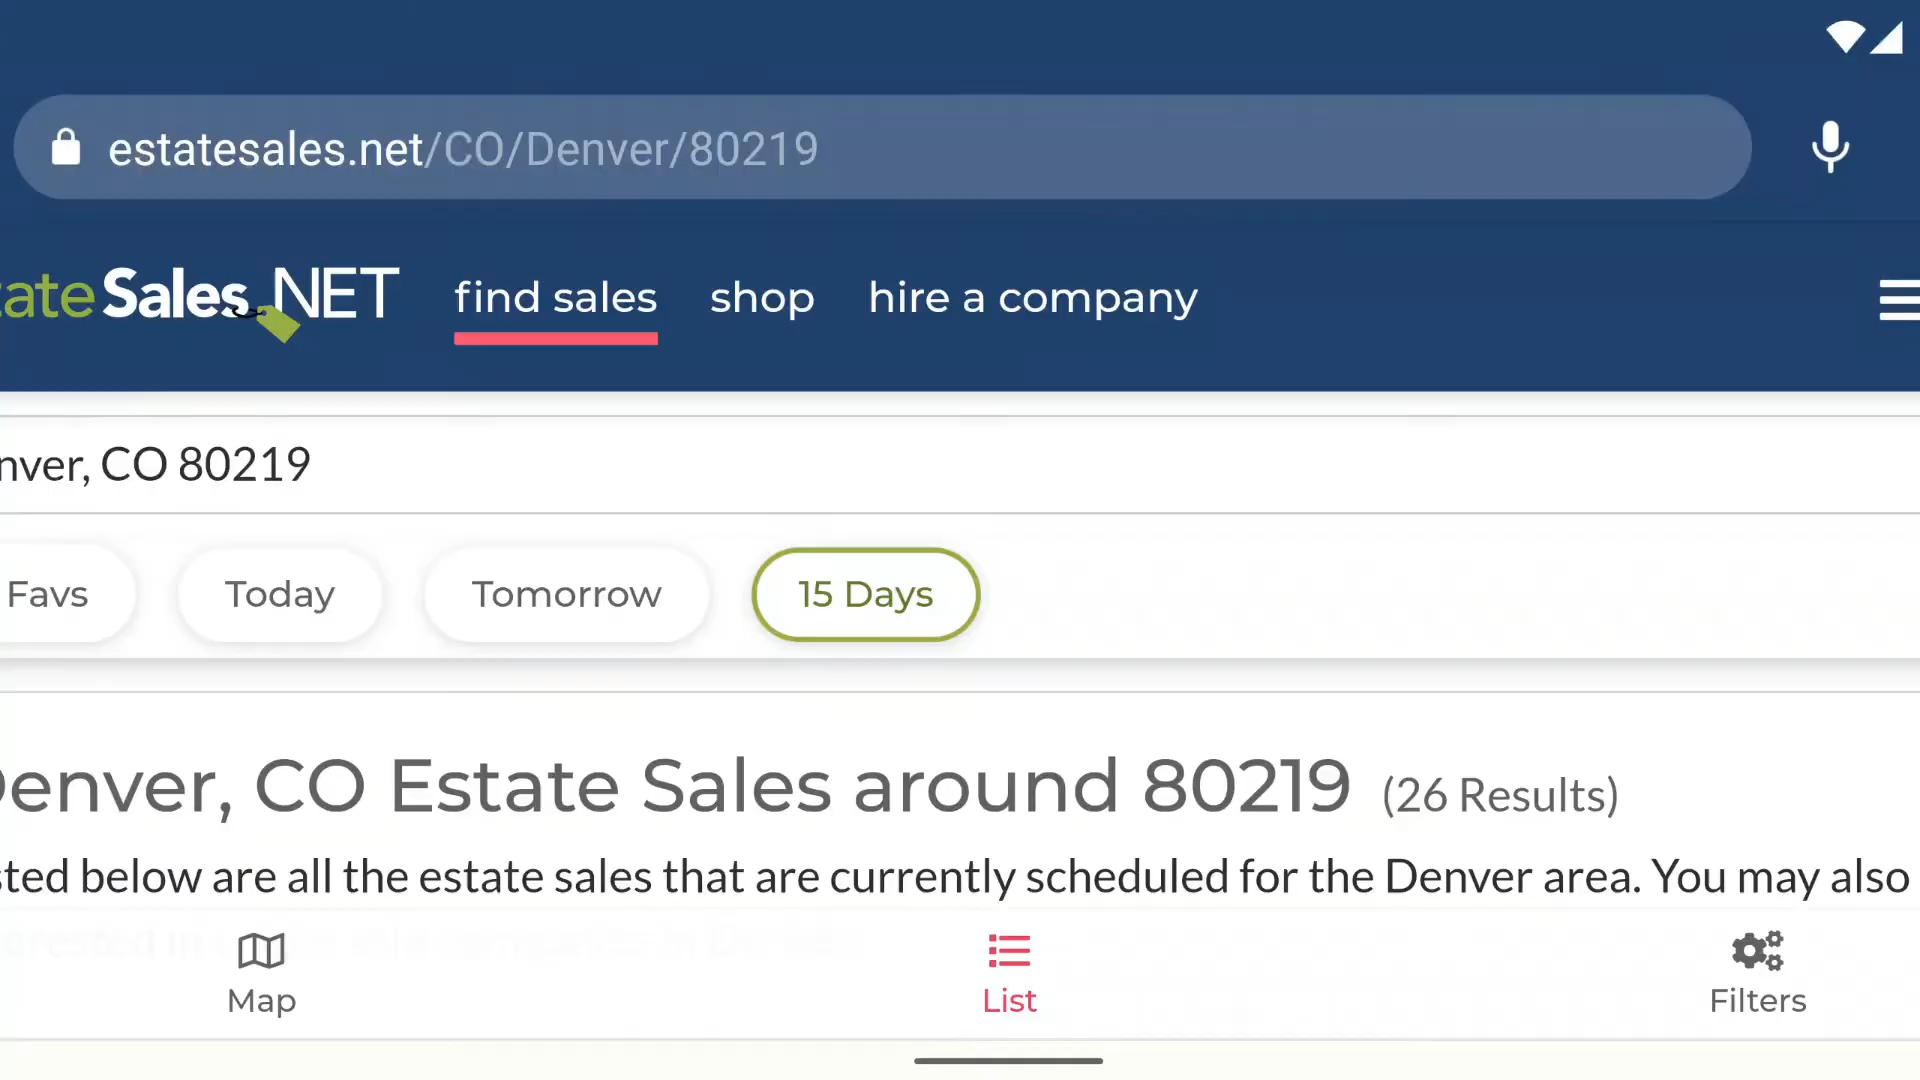 estatesales.net/CO/Denver/80219
ate Sales.NET find sales shop hire a company
nver, CO 80219
Favs Today Tomorrow 15 Days
enver, CO Estate Sales around 80219 (26 Results)
sted below are all the estate sales that are currently scheduled for the Denver area. You may also
Map List Filters